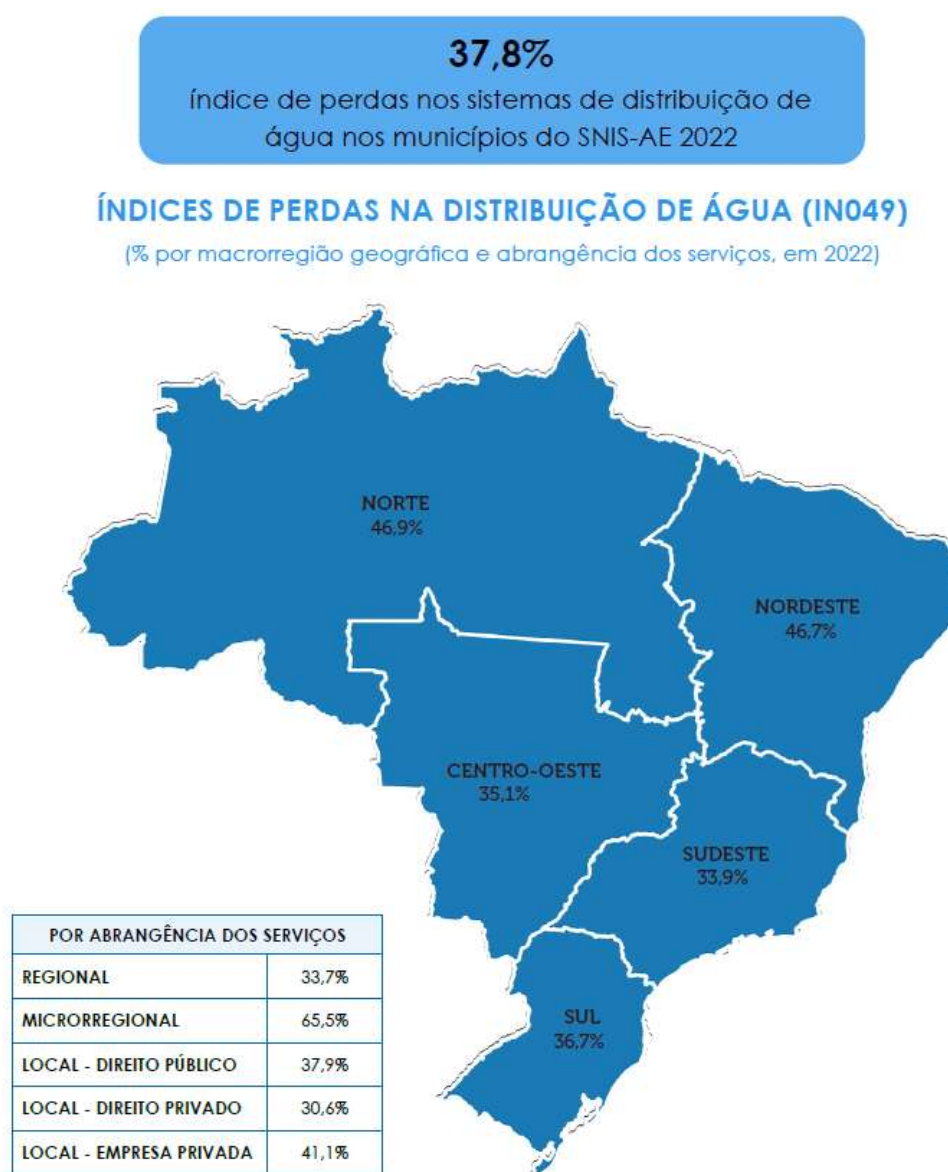 37,8%
índice de perdas nos sistemas de distribuição de
água nos municípios do SNIS-AE 2022
ÍNDICES DE PERDAS NA DISTRIBUIÇÃO DE ÁGUA (IN049)
(% por macrorregião geográfica e abrangência dos serviços, em 2022)
NORTE
46,9%
NORDESTE
46,7%
CENTRO-OESTE
35,1%
SUDESTE
33,9%
SUL
36,7%
POR ABRANGÊNCIA DOS SERVIÇOS
REGIONAL 33,7%
MICRORREGIONAL 65,5%
LOCAL - DIREITO PÚBLICO 37,9%
LOCAL - DIREITO PRIVADO 30,6%
LOCAL - EMPRESA PRIVADA 41,1%